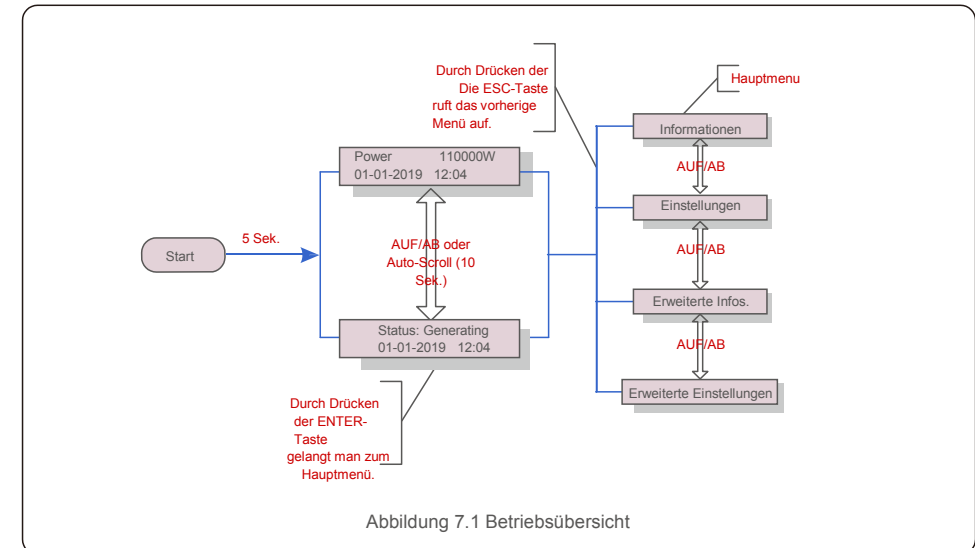 Durch Drücken der
Die ESC-Taste
ruft das vorherige
Menü auf.
Hauptmenu
Informationen
AUF/AB
Einstellungen
AUF/AB
Erweiterte Infos.
AUF/AB
Erweiterte Einstellungen
Power 110000W
01-01-2019 12:04
Start
5 Sek.
AUF/AB oder
Auto-Scroll (10
Sek.)
Status: Generating
01-01-2019 12:04
Durch Drücken
der ENTER-
Taste
gelangt man zum
Hauptmenü.
Abbildung 7.1 Betriebsübersicht